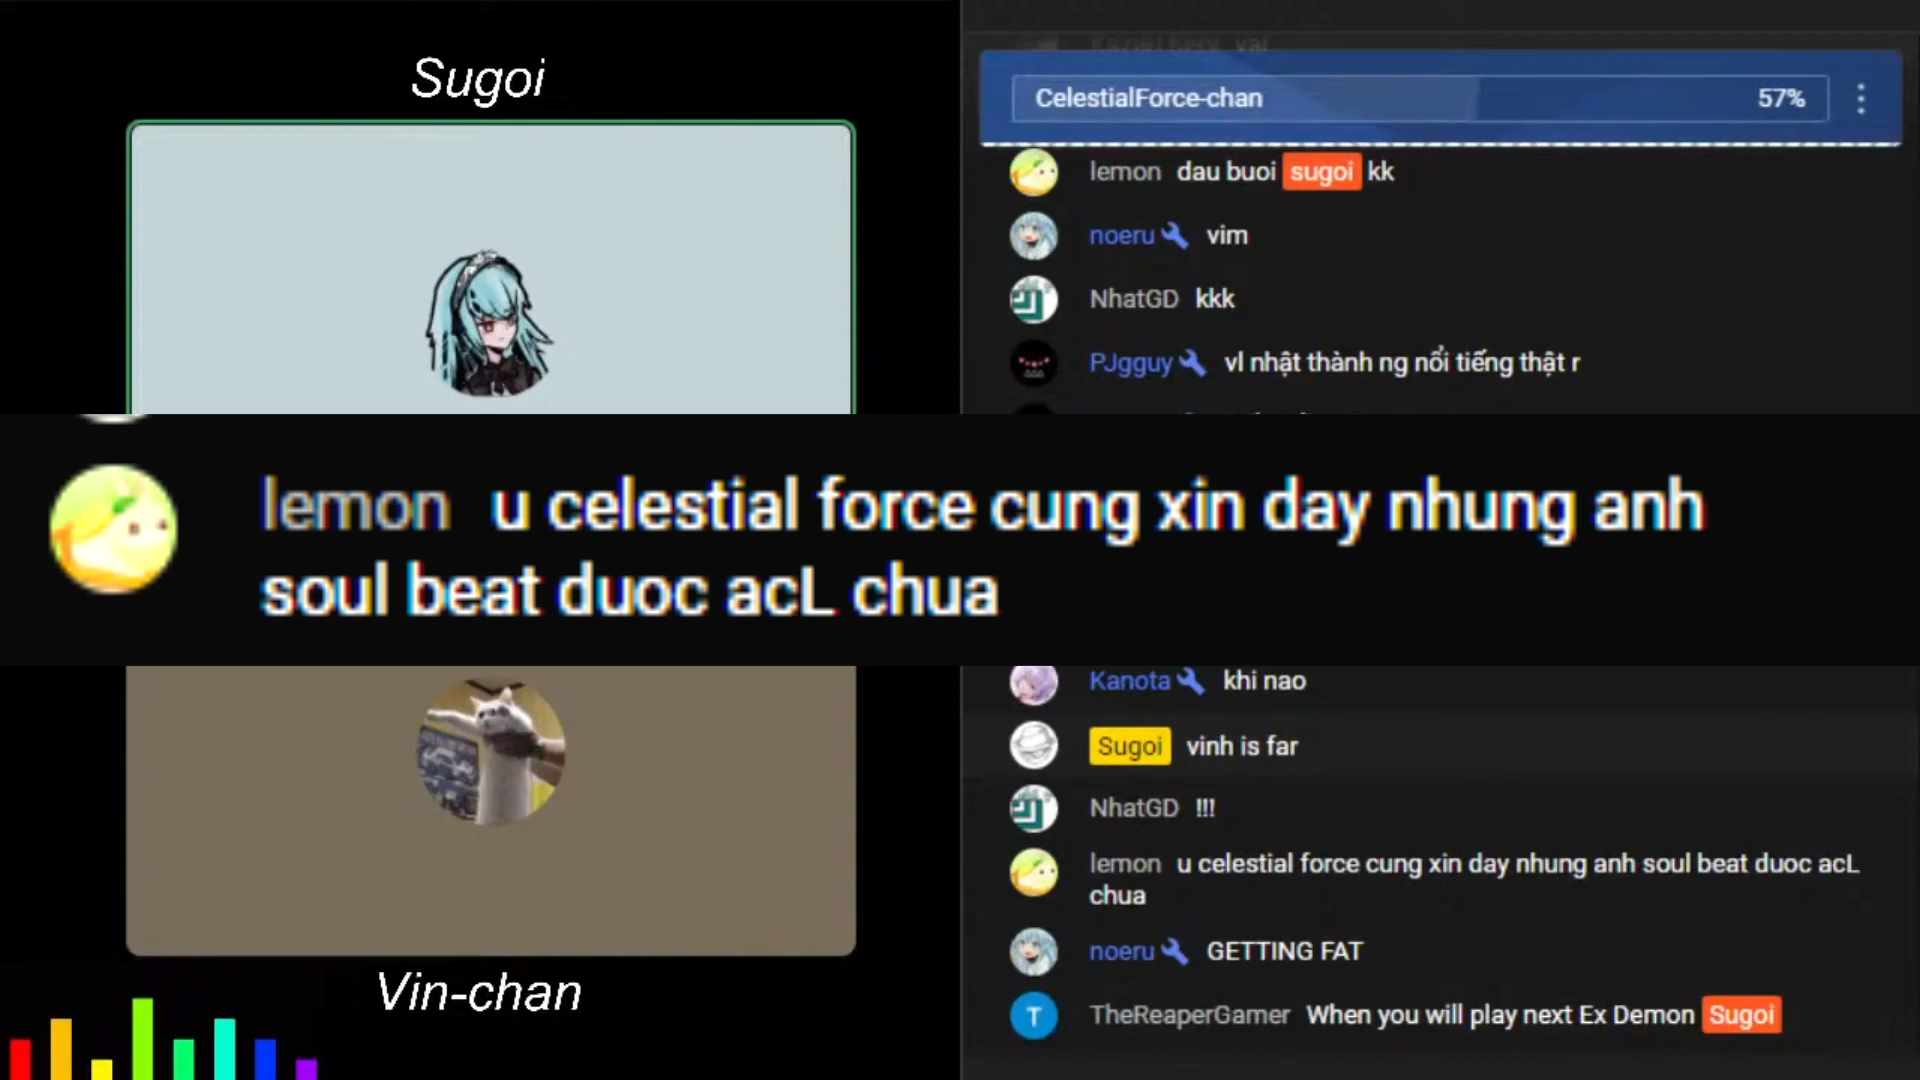 Sugoi
CelestialForce-chan 57%
lemon dau buoi sugoi kk
noeru vim
NhatGD kkk
PJgguy vl nhật thành ng nổi tiếng thật r
lemon u celestial force cung xin day nhung anh
soul beat duoc acL chua
Kanota khi nao
Sugoi vinh is far
NhatGD !!!
lemon u celestial force cung xin day nhung anh soul beat duoc acL
chua
noeru GETTING FAT
T TheReaperGamer When you will play next Ex Demon Sugoi
Vin-chan